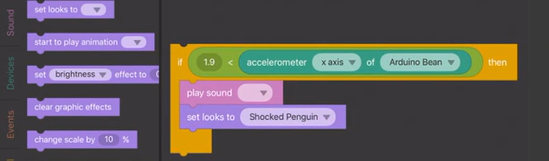 Sound
Devices
Events
set looks to
start to play animation
set brightness effect to
clear graphic effects
change scale by 10 %
if 1.9 < accelerometer x axis of Arduino Bean then
play sound
set looks to Shocked Penguin